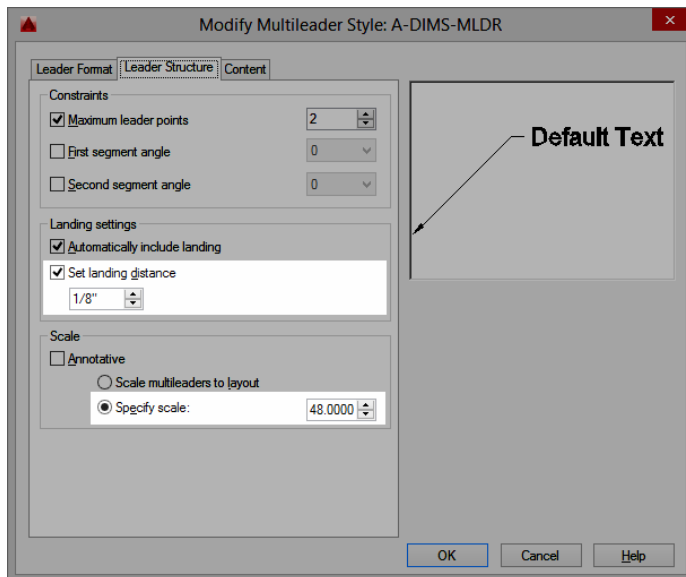 Modify Multileader Style: A-DIMS-MLDR
Leader Format Leader Structure Content
Constraints
Maximum leader points 2
First segment angle 0
Second segment angle 0
Landing settings
Automatically include landing
Set landing distance
1/8"
Scale
Annotative
Scale multileaders to layout
Specify scale: 48.0000
Default Text
OK Cancel Help